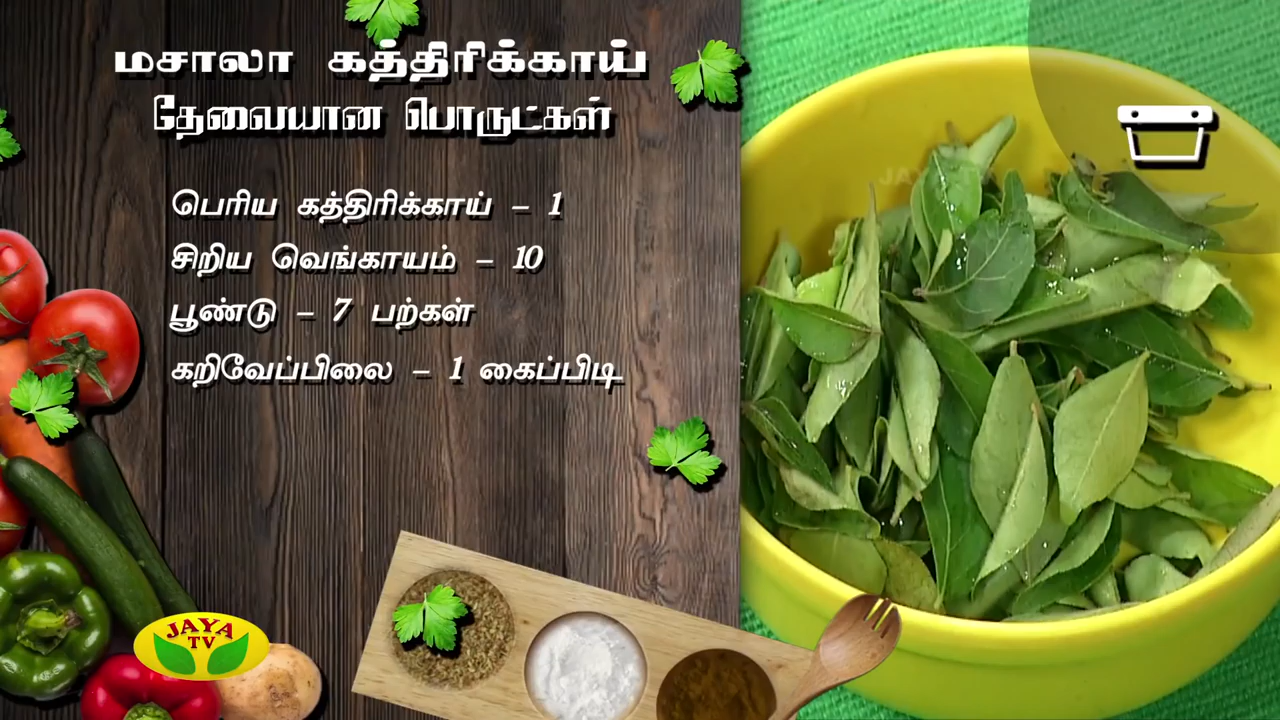 மசாலா கத்திரிக்காய்
தேவையான பொருட்கள்
பெரிய கத்திரிக்காய் – 1
சிறிய வெங்காயம் – 10
பூண்டு – 7 பற்கள்
கறிவேப்பிலை – 1 கைப்பிடி
JAYA
TV